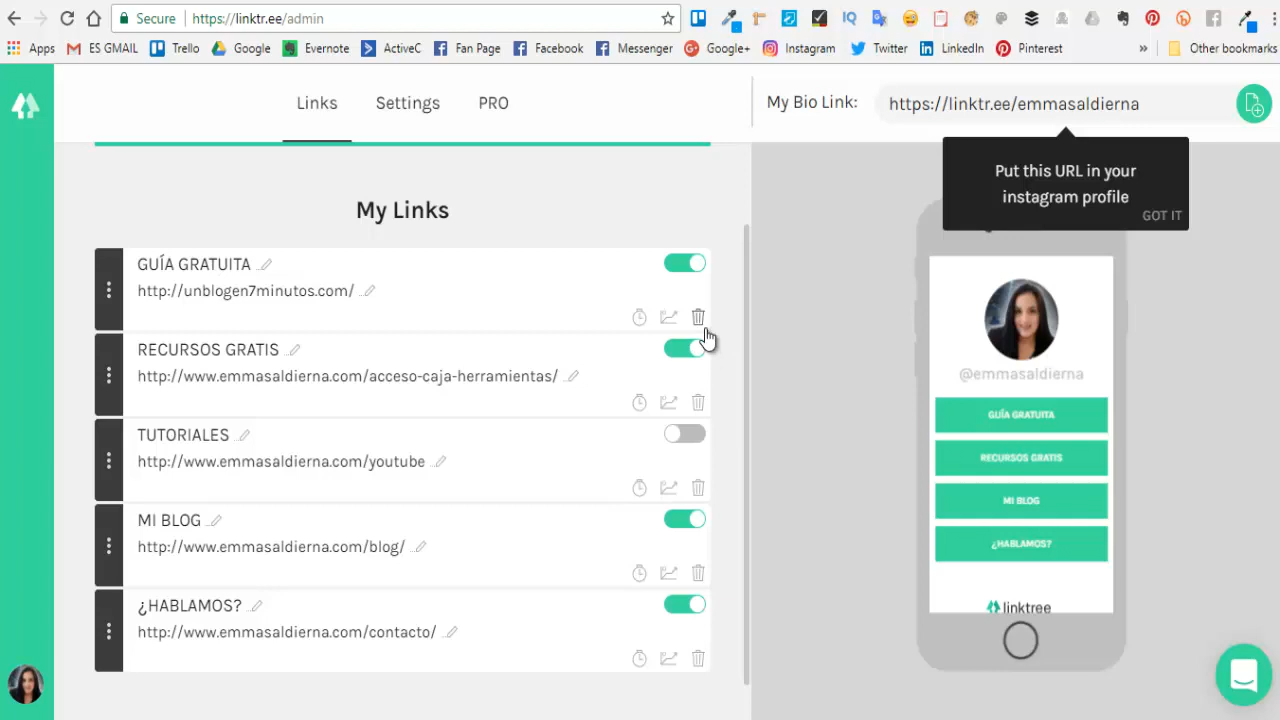 Secure
https://linktr.ee/admin
Apps
ES GMAIL
Trello
Google
Evernote
ActiveC
Fan Page
Facebook
Messenger
Google+
Instagram
Twitter
LinkedIn
Pinterest
»
Other bookmarks
Links
Settings
PRO
My Bio Link:
https://linktr.ee/emmasaldierna
Put this URL in your
instagram profile
GOT IT
My Links
GUÍA GRATUITA
http://unblogen7minutos.com/
RECURSOS GRATIS
http://www.emmasaldierna.com/acceso-caja-herramientas/
TUTORIALES
http://www.emmasaldierna.com/youtube
MI BLOG
http://www.emmasaldierna.com/blog/
¿HABLAMOS?
http://www.emmasaldierna.com/contacto/
@emmasaldierna
GUÍA GRATUITA
RECURSOS GRATIS
MI BLOG
¿HABLAMOS?
linktree